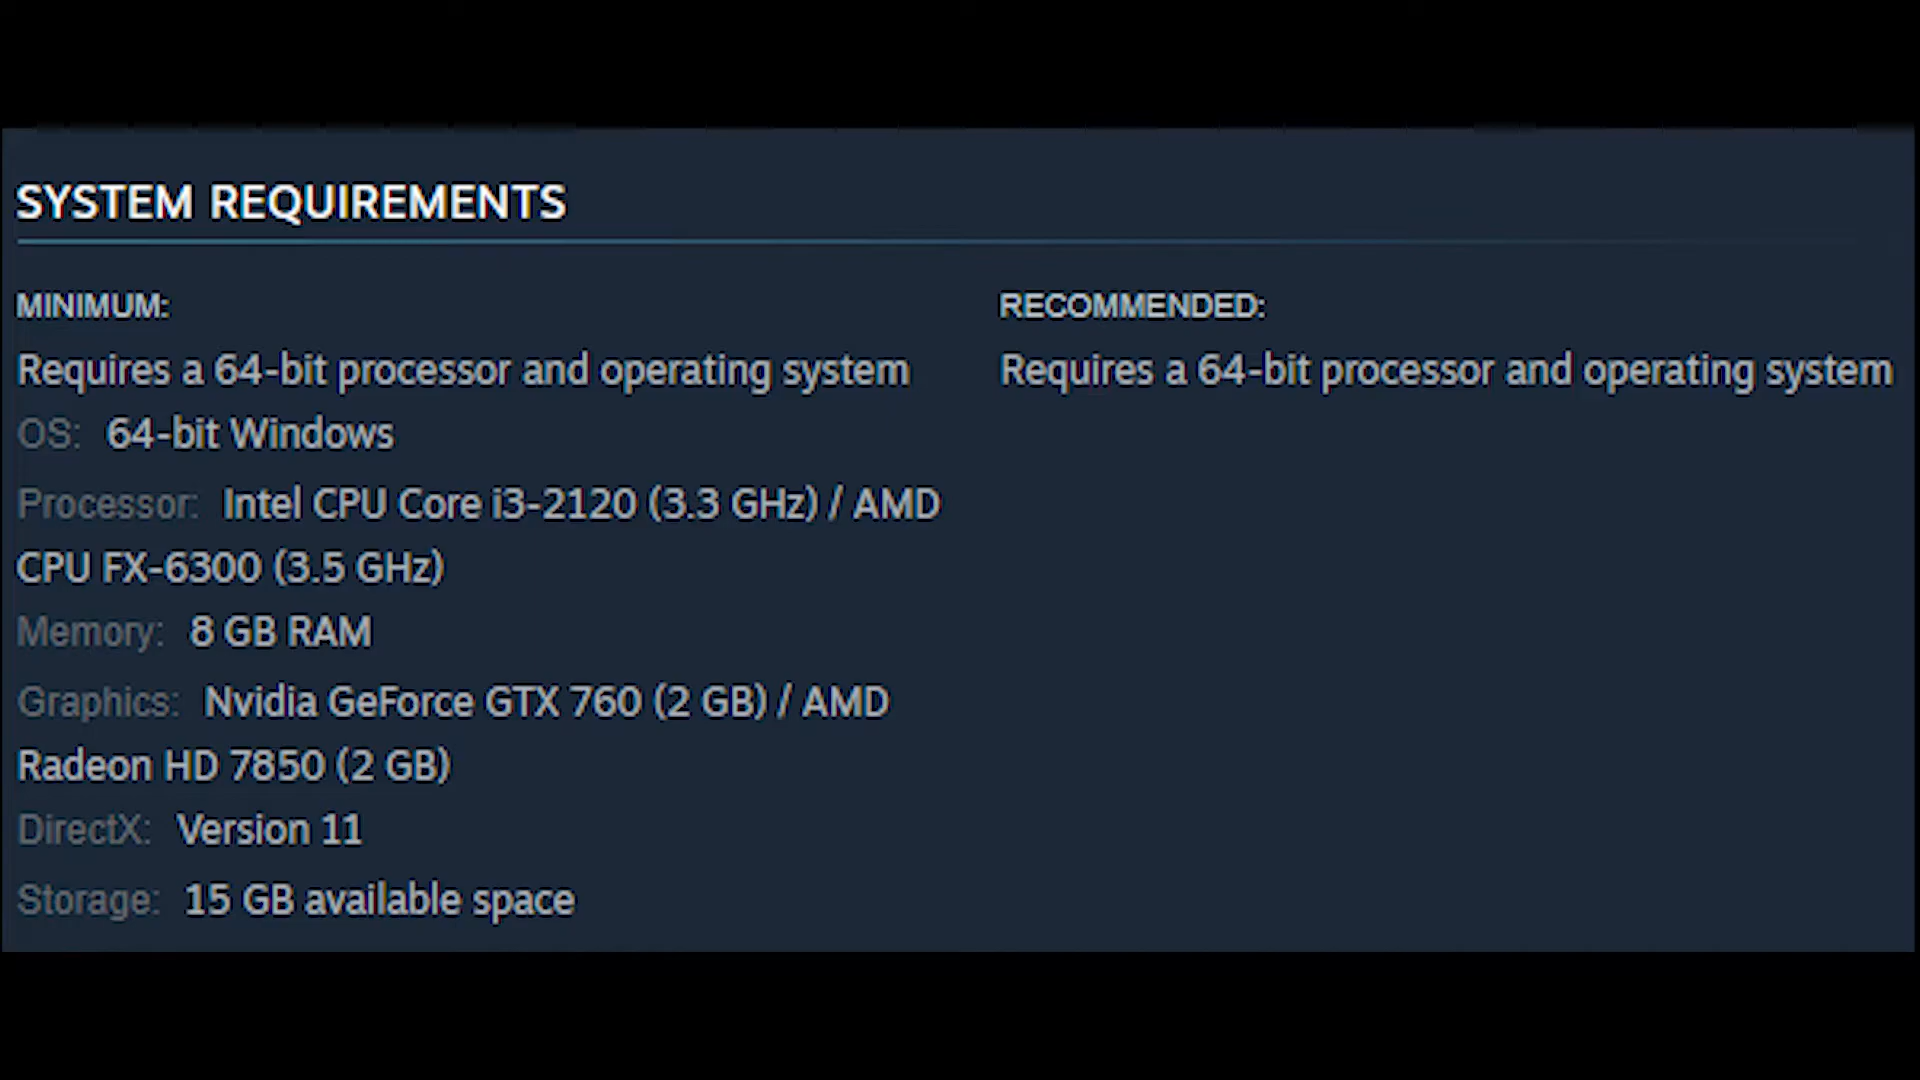 SYSTEM REQUIREMENTS
MINIMUM:
Requires a 64-bit processor and operating system
OS: 64-bit Windows
Processor: Intel CPU Core i3-2120 (3.3 GHz) / AMD
CPU FX-6300 (3.5 GHz)
Memory: 8 GB RAM
Graphics: Nvidia GeForce GTX 760 (2 GB) / AMD
Radeon HD 7850 (2 GB)
DirectX: Version 11
Storage: 15 GB available space
RECOMMENDED:
Requires a 64-bit processor and operating system